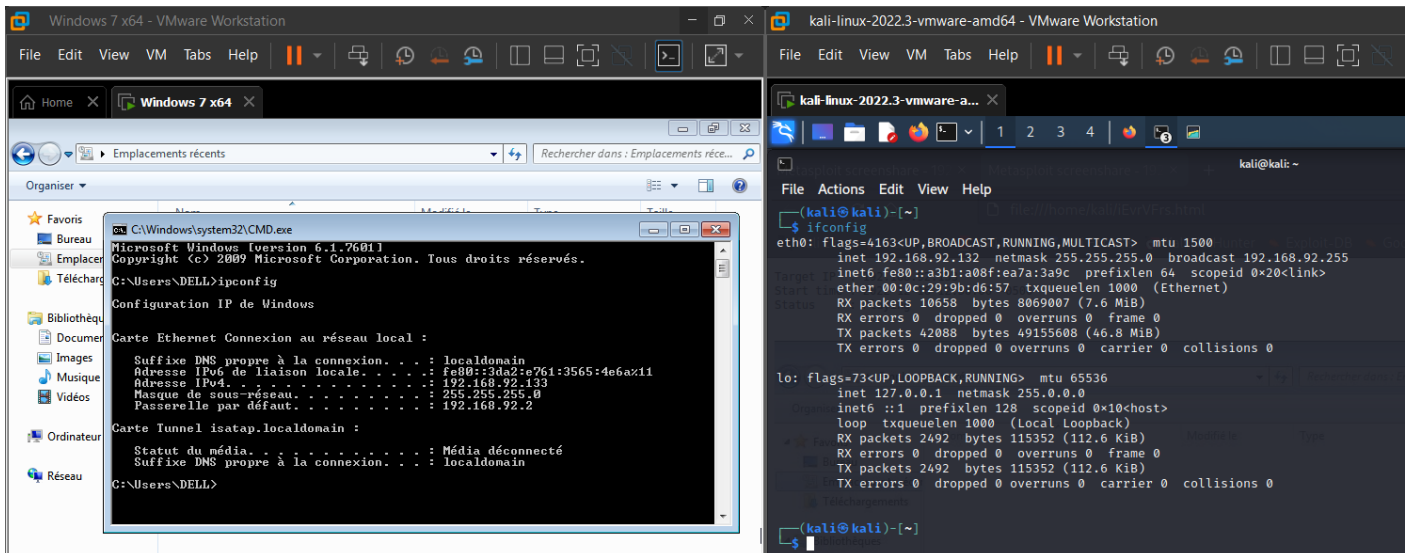 Windows 7 x64 - VMware Workstation
File Edit View VM Tabs Help
Home
Windows 7 x64
Emplacements récents
Rechercher dans : Emplacements réce...
Organiser
Favoris
Bureau
Emplacer
Télécharg
Bibliothèqu
Documer
Images
Musique
Vidéos
Ordinateur
Réseau
C:\Windows\system32\CMD.exe
Microsoft Windows [version 6.1.7601]
Copyright (c) 2009 Microsoft Corporation. Tous droits réservés.
C:\Users\DELL>ipconfig
Configuration IP de Windows
Carte Ethernet Connexion au réseau local :
Suffixe DNS propre à la connexion. . . : localdomain
Adresse IPv6 de liaison locale. . . . .: fe80::3da2:e761:3565:4e6a%11
Adresse IPv4. . . . . . . . . . . . . .: 192.168.92.133
Masque de sous-réseau. . . . . . . . . : 255.255.255.0
Passerelle par défaut. . . . . . . . . : 192.168.92.2
Carte Tunnel isatap.localdomain :
Statut du média. . . . . . . . . . . . : Média déconnecté
Suffixe DNS propre à la connexion. . . : localdomain
C:\Users\DELL>
kali-linux-2022.3-vmware-amd64 - VMware Workstation
File Edit View VM Tabs Help
kali-linux-2022.3-vmware-a...
1 2 3 4
kali@kali: ~
File Actions Edit View Help
(kali㉿kali)-[~]
$ ifconfig
eth0: flags=4163<UP,BROADCAST,RUNNING,MULTICAST> mtu 1500
inet 192.168.92.132 netmask 255.255.255.0 broadcast 192.168.92.255
inet6 fe80::a3b1:a08f:ea7a:3a9c prefixlen 64 scopeid 0×20<link>
ether 00:0c:29:9b:d6:57 txqueuelen 1000 (Ethernet)
RX packets 10658 bytes 8069007 (7.6 MiB)
RX errors 0 dropped 0 overruns 0 frame 0
TX packets 42088 bytes 49155608 (46.8 MiB)
TX errors 0 dropped 0 overruns 0 carrier 0 collisions 0
lo: flags=73<UP,LOOPBACK,RUNNING> mtu 65536
inet 127.0.0.1 netmask 255.0.0.0
inet6 ::1 prefixlen 128 scopeid 0×10<host>
loop txqueuelen 1000 (Local Loopback)
RX packets 2492 bytes 115352 (112.6 KiB)
RX errors 0 dropped 0 overruns 0 frame 0
TX packets 2492 bytes 115352 (112.6 KiB)
TX errors 0 dropped 0 overruns 0 carrier 0 collisions 0
(kali㉿kali)-[~]
$